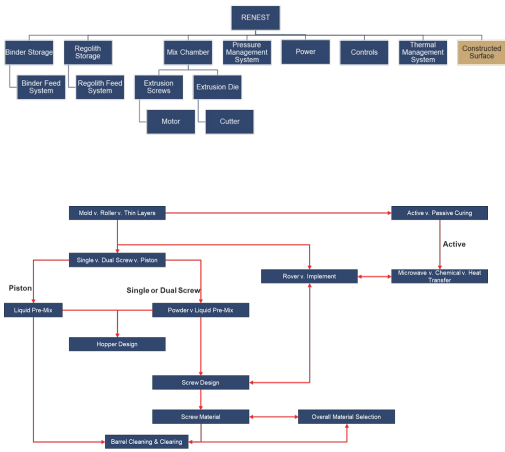 RENEST
Binder Storage
Regolith
Storage
Mix Chamber
Pressure
Management
System
Power
Controls
Thermal
Management
System
Constructed
Surface
Binder Feed
System
Regolith Feed
System
Extrusion
Screws
Extrusion Die
Motor
Cutter
Mold v. Roller v. Thin Layers
Active v. Passive Curing
Active
Single v. Dual Screw v. Piston
Rover v. Implement
Microwave v. Chemical v. Heat
Transfer
Piston
Single or Dual Screw
Liquid Pre-Mix
Powder v Liquid Pre-Mix
Hopper Design
Screw Design
Screw Material
Overall Material Selection
Barrel Cleaning & Clearing